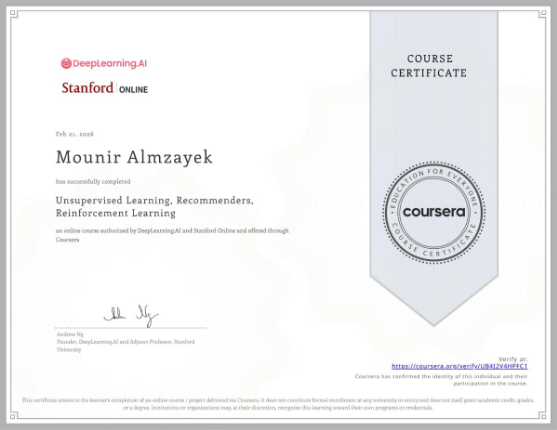 DeepLearning.AI
Stanford ONLINE
COURSE
CERTIFICATE
Feb 21, 2026
Mounir Almzayek
has successfully completed
Unsupervised Learning, Recommenders,
Reinforcement Learning
an online course authorized by DeepLearning.AI and Stanford Online and offered through
Coursera
EDUCATION FOR EVERYONE
coursera
COURSE CERTIFICATE
Andrew Ng
Founder, DeepLearning.AI and Adjunct Professor, Stanford
University
Verify at:
https://coursera.org/verify/UB4I2V4HPFC1
Coursera has confirmed the identity of this individual and their
participation in the course.
This certificate attests to the learner's completion of an online course / project delivered via Coursera. It does not constitute formal enrollment at any university or entity and does not itself grant academic credit, grades,
or a degree. Institutions or organizations may, at their discretion, recognize this learning toward their own programs or credentials.